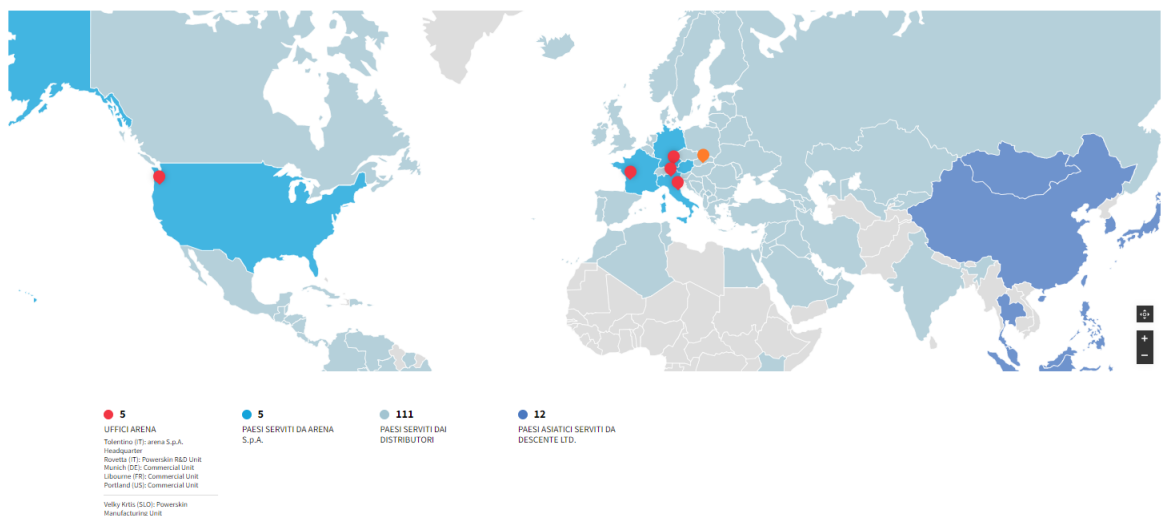 5
UFFICI ARENA
Tolentino (IT): arena S.p.A.
Headquarter
Rovetta (IT): Powerskin R&D Unit
Munich (DE): Commercial Unit
Libourne (FR): Commercial Unit
Portland (US): Commercial Unit
Velky Krtis (SLO): Powerskin
Manufacturing Unit
5
PAESI SERVITI DA ARENA
S.p.A.
111
PAESI SERVITI DAI
DISTRIBUTORI
12
PAESI ASIATICI SERVITI DA
DESCENTE LTD.
+
−